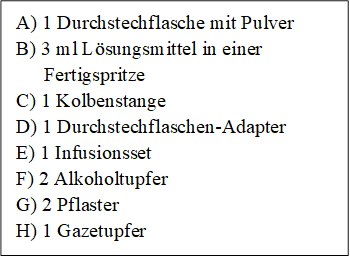 A) 1 Durchstechflasche mit Pulver
B) 3 ml Lösungsmittel in einer
Fertigspritze
C) 1 Kolbenstange
D) 1 Durchstechflaschen-Adapter
E) 1 Infusionsset
F) 2 Alkoholtupfer
G) 2 Pflaster
H) 1 Gazetupfer